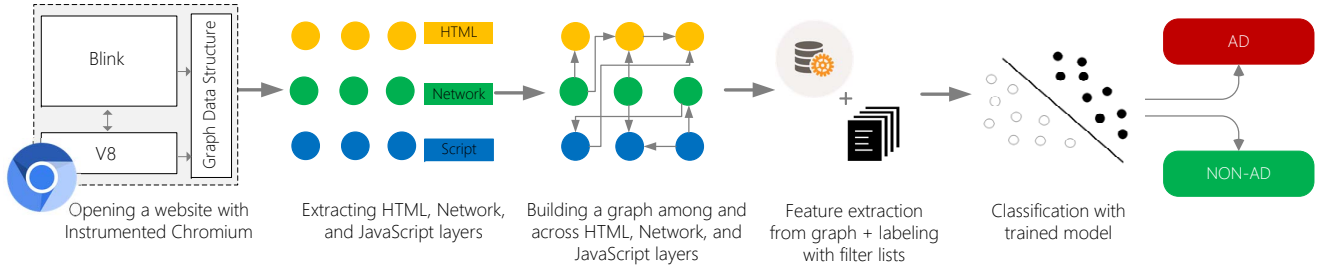 Blink
V8
Graph Data Structure
HTML
Network
Script
AD
NON-AD
Opening a website with
Instrumented Chromium
Extracting HTML, Network,
and JavaScript layers
Building a graph among and
across HTML, Network, and
JavaScript layers
+
Feature extraction
from graph + labeling
with filter lists
Classification with
trained model